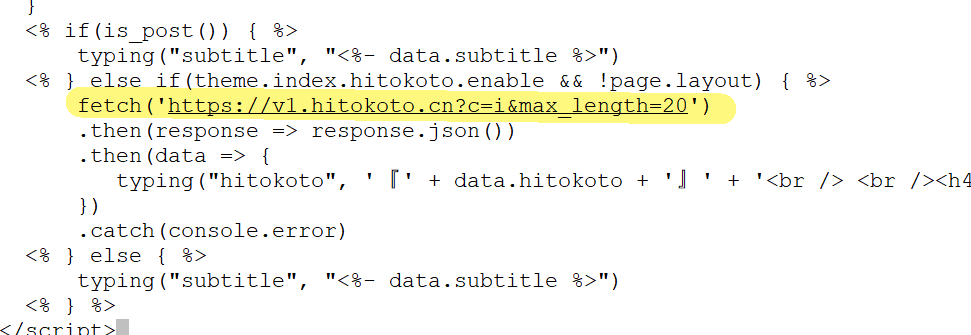 }
<% if(is_post()) { %>
typing("subtitle", "<%- data.subtitle %>")
<% } else if(theme.index.hitokoto.enable && !page.layout) { %>
fetch('https://v1.hitokoto.cn?c=i&max_length=20')
.then(response => response.json())
.then(data => {
typing("hitokoto", '『' + data.hitokoto + '』' + '<br /> <br /><h4
})
.catch(console.error)
<% } else { %>
typing("subtitle", "<%- data.subtitle %>")
<% } %>
</script>